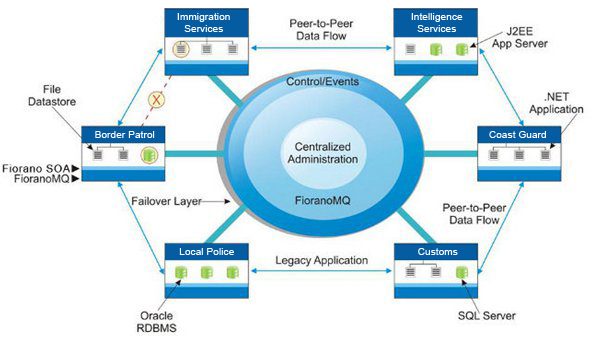 Immigration
Services
Peer-to-Peer
Data Flow
Intelligence
Services
J2EE
App Server
Control/Events
File
Datastore
X
.NET
Application
Border Patrol
Centralized
Administration
Coast Guard
Fiorano SOA
FioranoMQ
Failover Layer
FioranoMQ
Peer-to-Peer
Data Flow
Local Police
Legacy Application
Customs
Oracle
RDBMS
SQL Server